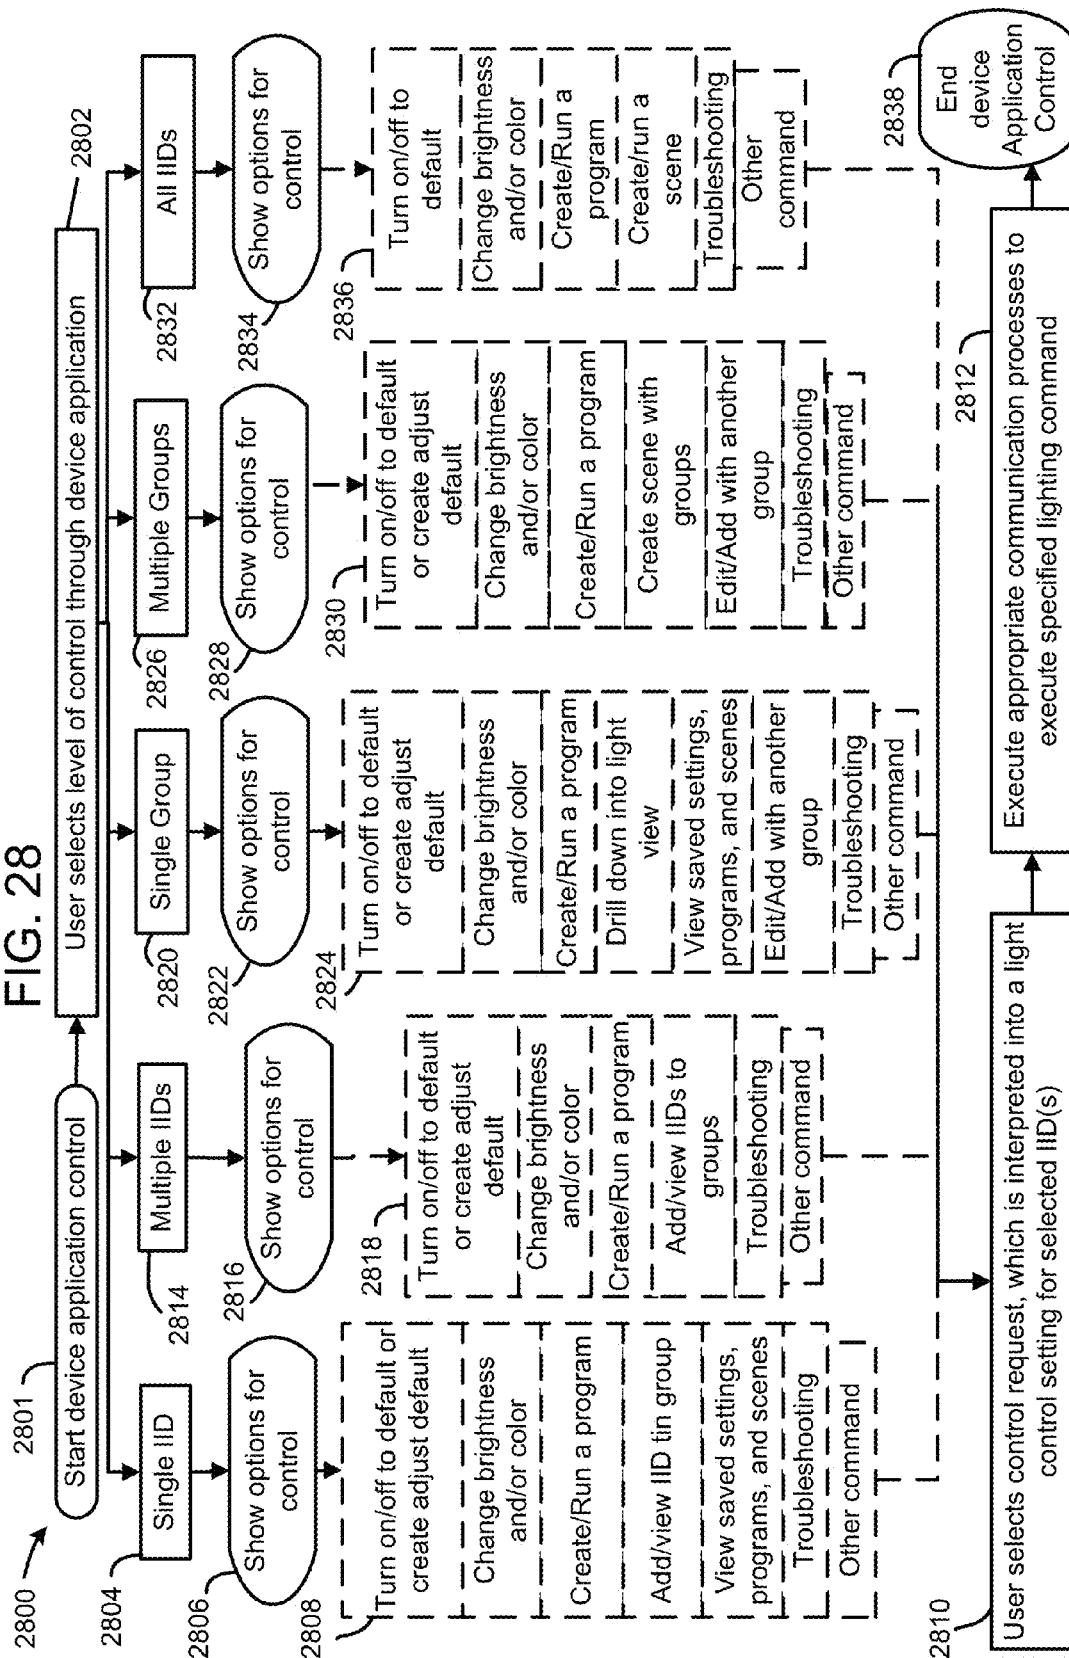 FIG. 28
2800
2801
Start device application control
2802
User selects level of control through device application
2804
Single IID
2806
Show options for
control
2808
Turn on/off to default or
create adjust default
Change brightness
and/or color
Create/Run a program
Add/view IID tin group
View saved settings,
programs, and scenes
Troubleshooting
Other command
2814
Multiple IIDs
2816
Show options for
control
2818
Turn on/off to default
or create adjust
default
Change brightness
and/or color
Create/Run a program
Add/view IIDs to
groups
Troubleshooting
Other command
2820
Single Group
2822
Show options for
control
2824
Turn on/off to default
or create adjust
default
Change brightness
and/or color
Create/Run a program
Drill down into light
view
View saved settings,
programs, and scenes
Edit/Add with another
group
Troubleshooting
Other command
2826
Multiple Groups
2828
Show options for
control
2830
Turn on/off to default
or create adjust
default
Change brightness
and/or color
Create/Run a program
Create scene with
groups
Edit/Add with another
group
Troubleshooting
Other command
2832
All IIDs
2834
Show options for
control
2836
Turn on/off to
default
Change brightness
and/or color
Create/Run a
program
Create/run a
scene
Troubleshooting
Other
command
2810
User selects control request, which is interpreted into a light
control setting for selected IID(s)
2812
Execute appropriate communication processes to
execute specified lighting command
2838
End
device
Application
Control